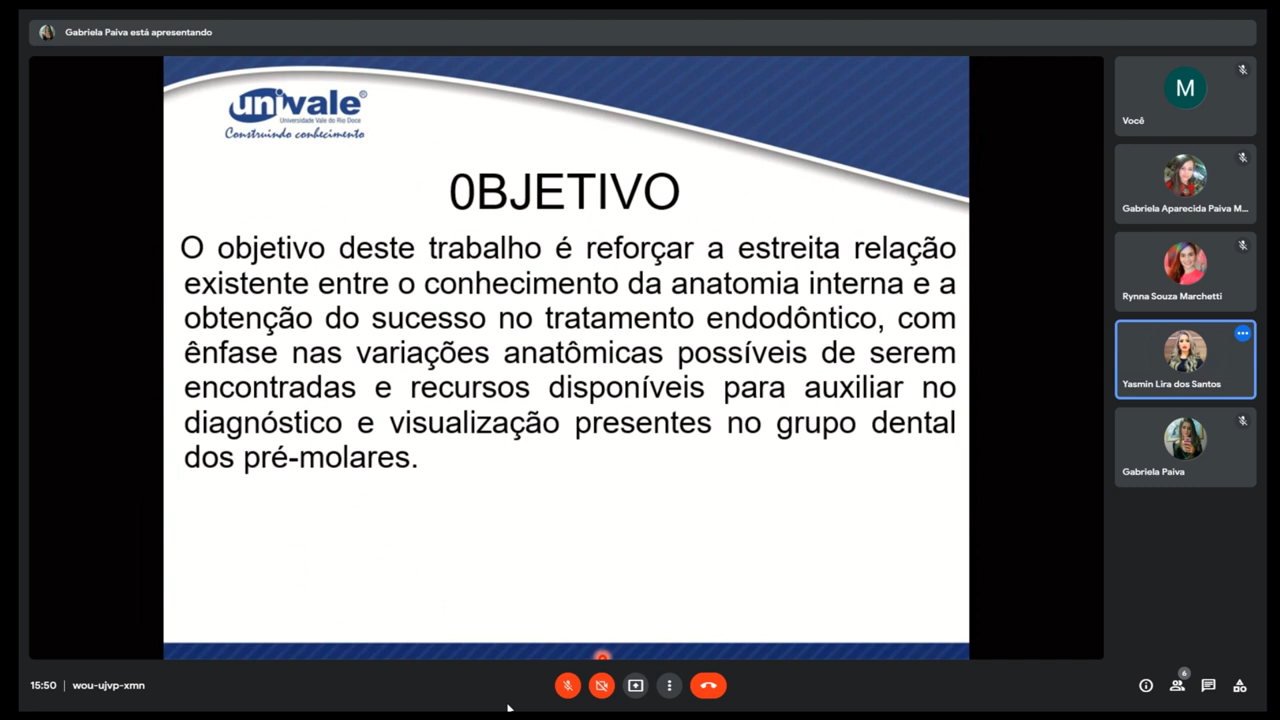 Gabriela Paiva está apresentando
univale®
Universidade Vale do Rio Doce
Construindo conhecimento
0BJETIVO
O objetivo deste trabalho é reforçar a estreita relação
existente entre o conhecimento da anatomia interna e a
obtenção do sucesso no tratamento endodôntico, com
ênfase nas variações anatômicas possíveis de serem
encontradas e recursos disponíveis para auxiliar no
diagnóstico e visualização presentes no grupo dental
dos pré-molares.
M
Você
Gabriela Aparecida Paiva M...
Rynna Souza Marchetti
Yasmin Lira dos Santos
Gabriela Paiva
15:50 | wou-ujvp-xmn
6